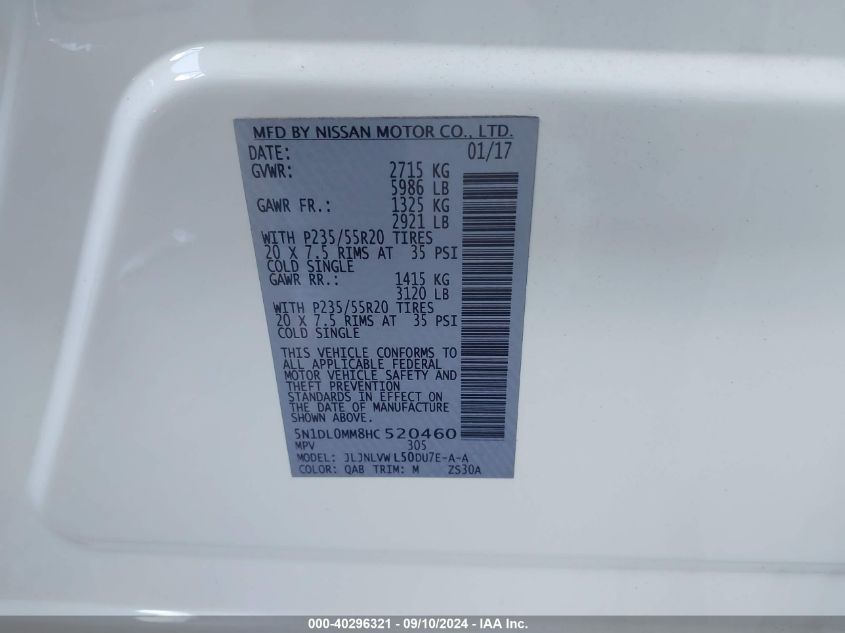 MFD BY NISSAN MOTOR CO., LTD.
DATE: 01/17
GVWR: 2715 KG
5986 LB
GAWR FR.: 1325 KG
2921 LB
WITH P235/55R20 TIRES
20 X 7.5 RIMS AT 35 PSI
COLD SINGLE
GAWR RR.: 1415 KG
3120 LB
WITH P235/55R20 TIRES
20 X 7.5 RIMS AT 35 PSI
COLD SINGLE
THIS VEHICLE CONFORMS TO
ALL APPLICABLE FEDERAL
MOTOR VEHICLE SAFETY AND
THEFT PREVENTION
STANDARDS IN EFFECT ON
THE DATE OF MANUFACTURE
SHOWN ABOVE.
5N1DL0MM8HC 520460
MPV 305
MODEL: JLJNLVW L50DU7E-A-A
COLOR: QAB TRIM: M ZS30A
000-40296321 - 09/10/2024 - IAA Inc.